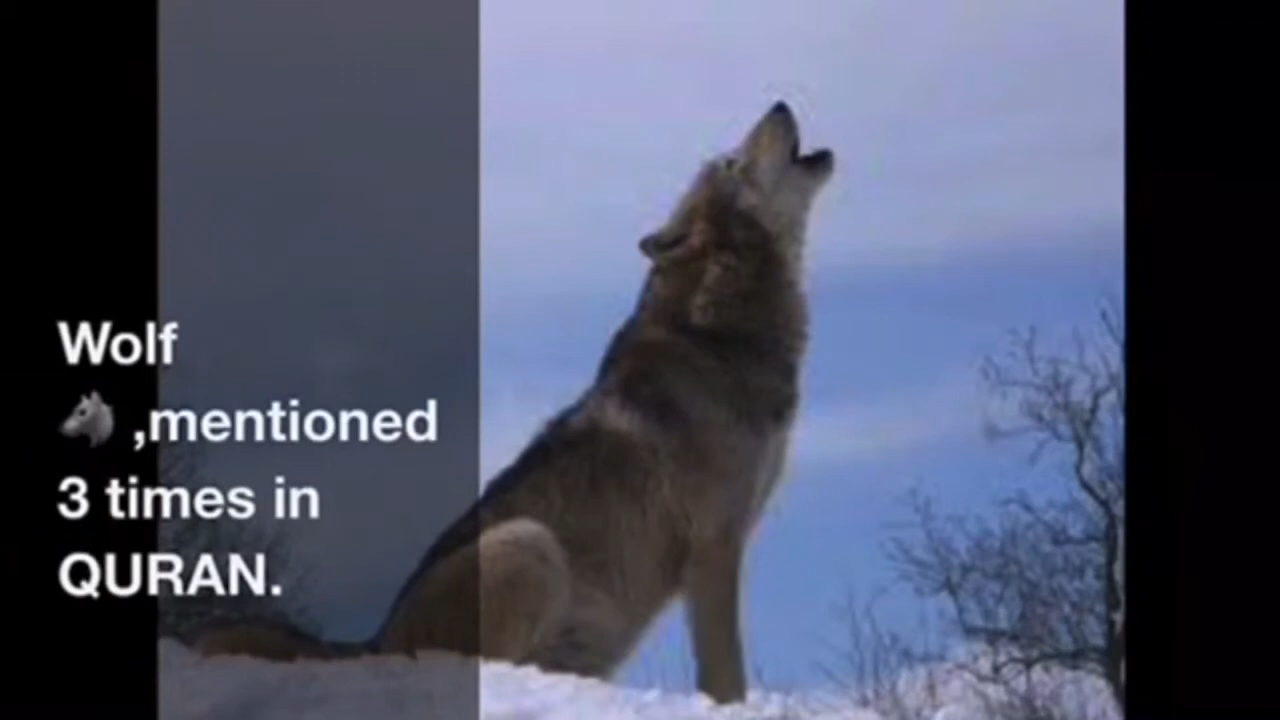 Wolf
🐺 ,mentioned
3 times in
QURAN.